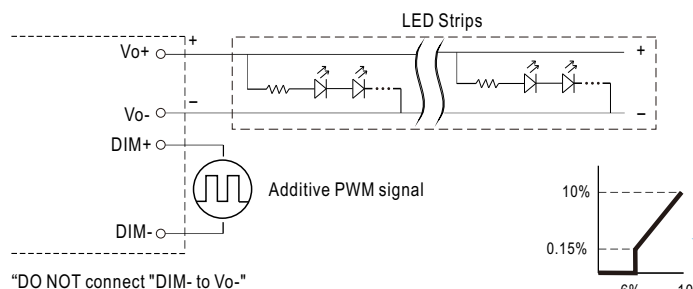 LED Strips
Vo+
+
+
Vo-
–
–
DIM+
Additive PWM signal
DIM-
10%
0.15%
"DO NOT connect "DIM- to Vo-"